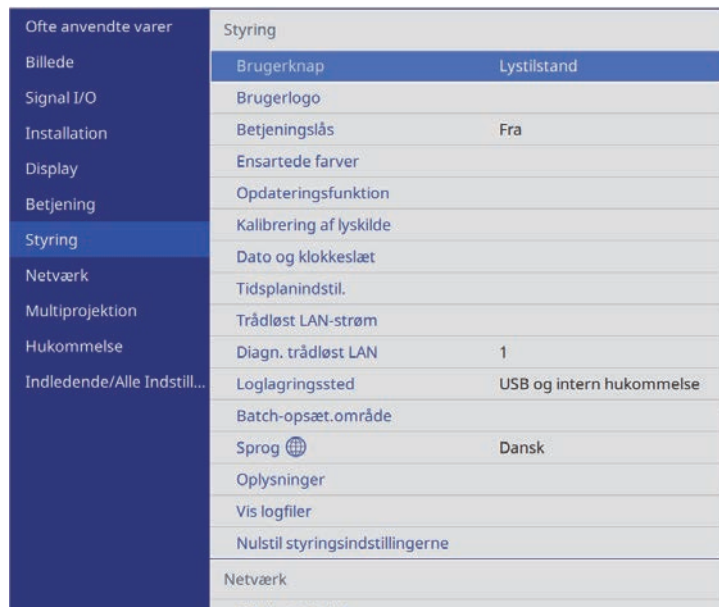 Ofte anvendte varer
Billede
Signal I/O
Installation
Display
Betjening
Styring
Netværk
Multiprojektion
Hukommelse
Indledende/Alle Indstill...
Styring
Brugerknap Lystilstand
Brugerlogo
Betjeningslås Fra
Ensartede farver
Opdateringsfunktion
Kalibrering af lyskilde
Dato og klokkeslæt
Tidsplanindstil.
Trådløst LAN-strøm
Diagn. trådløst LAN 1
Loglagringssted USB og intern hukommelse
Batch-opsæt.område
Sprog Dansk
Oplysninger
Vis logfiler
Nulstil styringsindstillingerne
Netværk